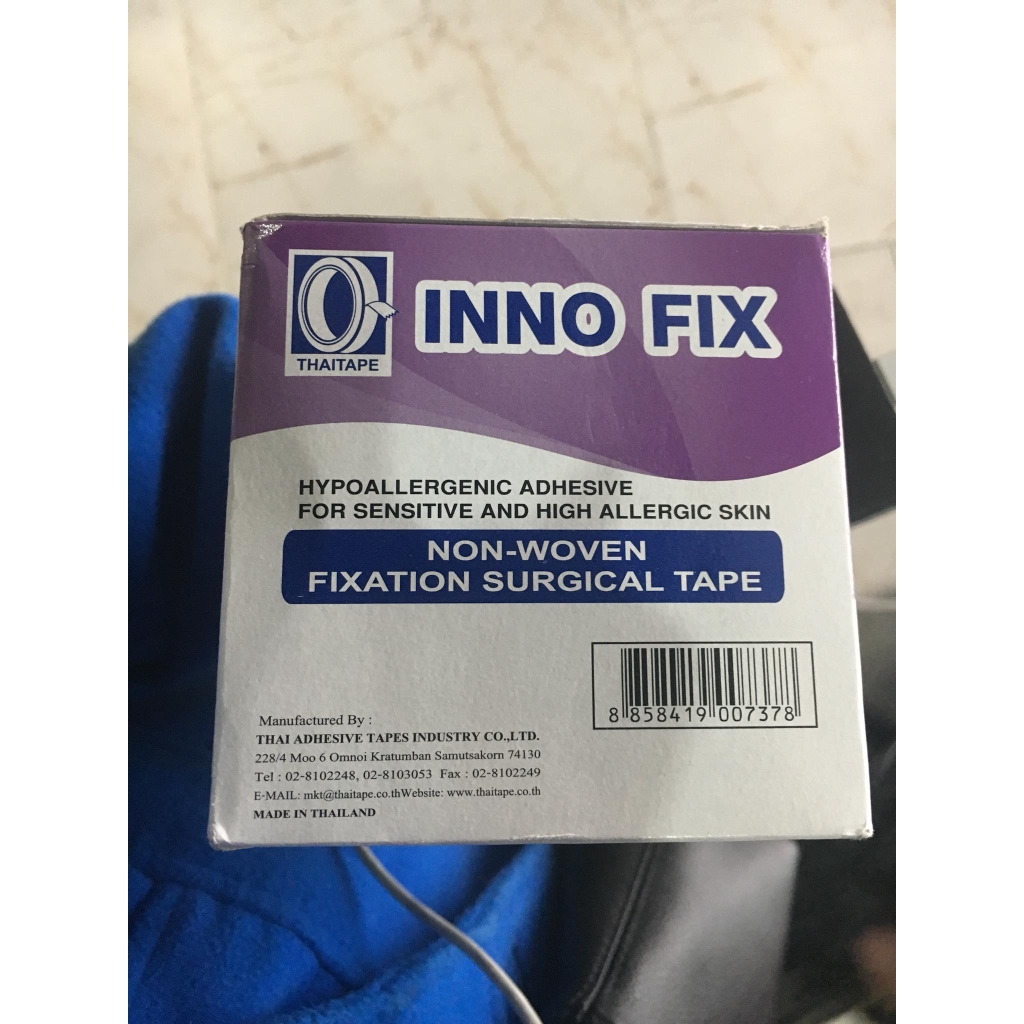 THAITAPE
INNO FIX
HYPOALLERGENIC ADHESIVE
FOR SENSITIVE AND HIGH ALLERGIC SKIN
NON-WOVEN
FIXATION SURGICAL TAPE
8 858419 007378
Manufactured By :
THAI ADHESIVE TAPES INDUSTRY CO.,LTD.
228/4 Moo 6 Omnoi Kratumban Samutsakorn 74130
Tel : 02-8102248, 02-8103053 Fax : 02-8102249
E-MAIL: mkt@thaitape.co.thWebsite: www.thaitape.co.th
MADE IN THAILAND